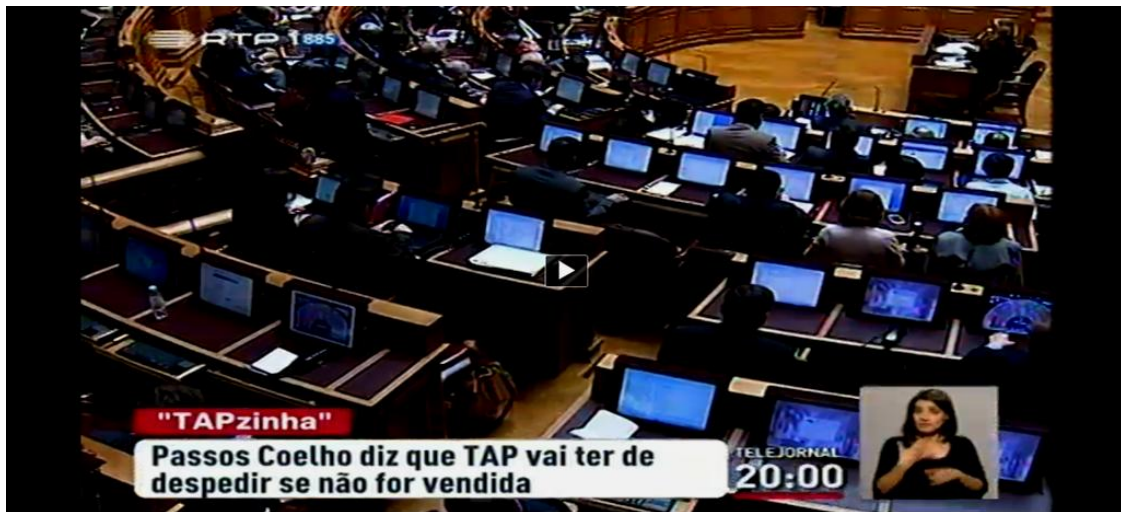 RTP 1 885
"TAPzinha"
Passos Coelho diz que TAP vai ter de
despedir se não for vendida
TELEJORNAL
20:00